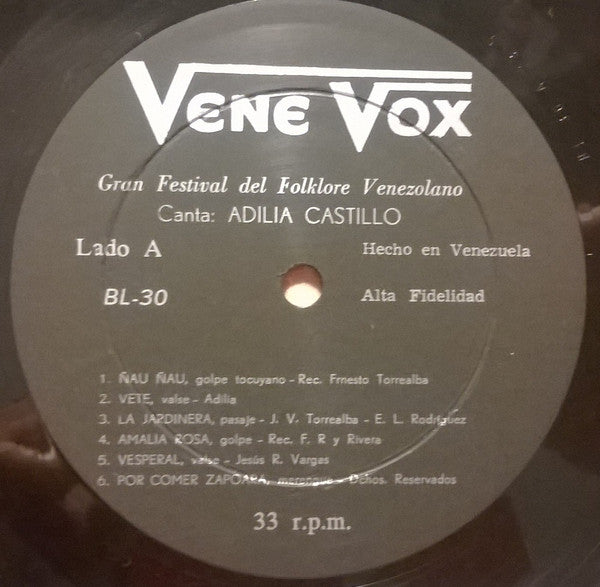 VENE VOX
Gran Festival del Folklore Venezolano
Canta: ADILIA CASTILLO
Lado A
Hecho en Venezuela
BL-30
Alta Fidelidad
1. ÑAU ÑAU, golpe tocuyano - Rec. Ernesto Torrealba
2. VETE, valse - Adilia
3. LA JARDINERA, pasaje - J. V. Torrealba - E. L. Rodríguez
4. AMALIA ROSA, golpe - Rec. F. R y Rivera
5. VESPERAL, valse - Jesús R. Vargas
6. POR COMER ZAPOARA, merengue - Dchos. Reservados
33 r.p.m.